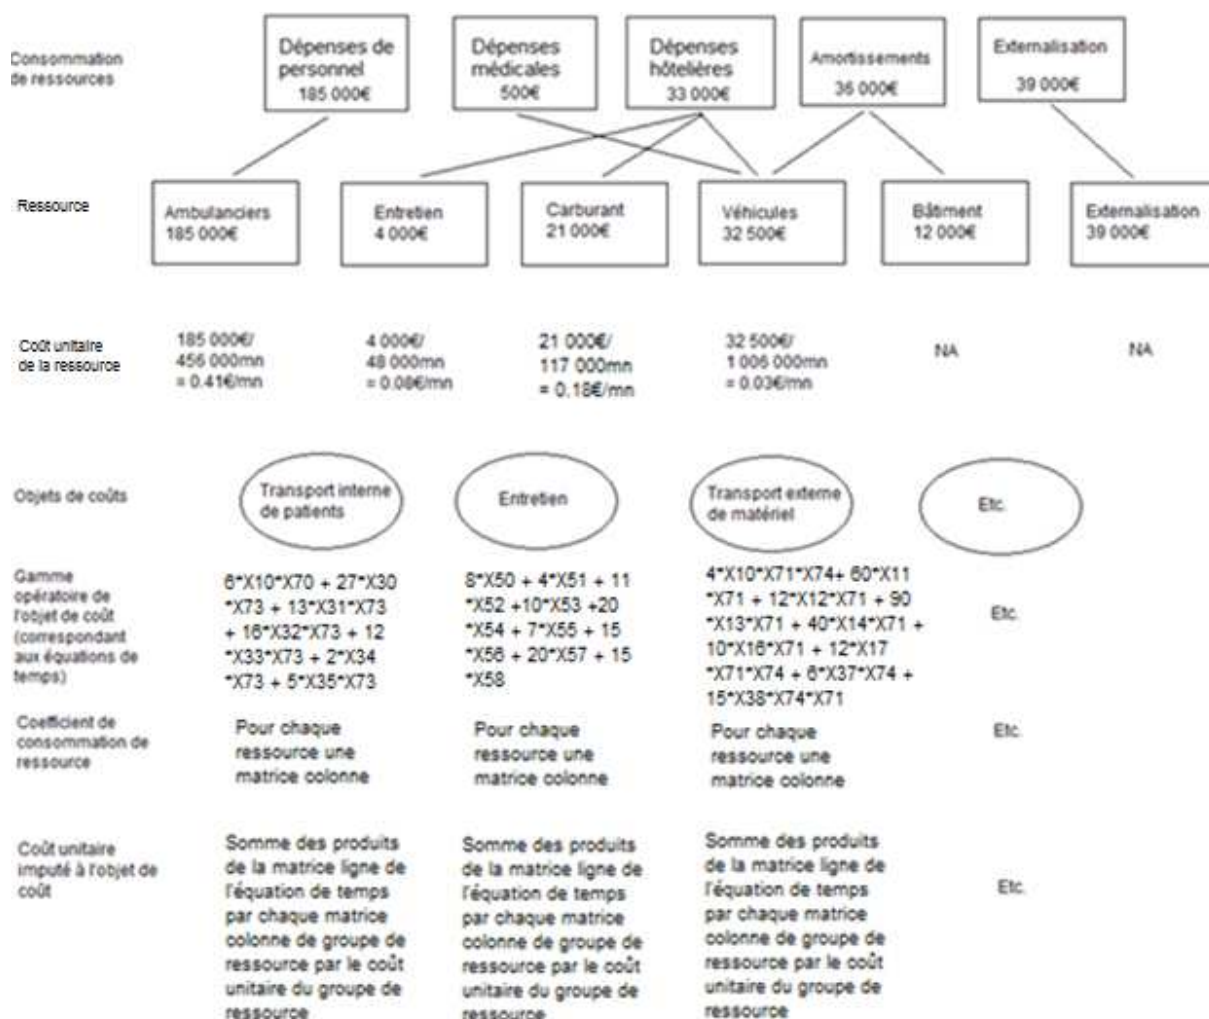 Consommation
de ressources
Dépenses de
personnel
185 000€
Dépenses
médicales
500€
Dépenses
hôtelières
33 000€
Amortissements
36 000€
Externalisation
39 000€
Ressource
Ambulanciers
185 000€
Entretien
4 000€
Carburant
21 000€
Véhicules
32 500€
Bâtiment
12 000€
Externalisation
39 000€
Coût unitaire
de la ressource
185 000€/
456 000mn
= 0.41€/mn
4 000€/
48 000mn
= 0.08€/mn
21 000€/
117 000mn
= 0.18€/mn
32 500€/
1 006 000mn
= 0.03€/mn
NA
NA
Objets de coûts
Transport interne
de patients
Entretien
Transport externe
de matériel
Etc.
Gamme
opératoire de
l'objet de coût
(correspondant
aux équations de
temps)
6*X10*X70 + 27*X30
*X73 + 13*X31*X73
+ 16*X32*X73 + 12
*X33*X73 + 2*X34
*X73 + 5*X35*X73
8*X50 + 4*X51 + 11
*X52 +10*X53 +20
*X54 + 7*X55 + 15
*X56 + 20*X57 + 15
*X58
4*X10*X71*X74+ 60*X11
*X71 + 12*X12*X71 + 90
*X13*X71 + 40*X14*X71 +
10*X16*X71 + 12*X17
*X71*X74 + 6*X37*X74 +
15*X38*X74*X71
Etc.
Coefficient de
consommation de
ressource
Pour chaque
ressource une
matrice colonne
Pour chaque
ressource une
matrice colonne
Pour chaque
ressource une
matrice colonne
Etc.
Coût unitaire
imputé à l'objet de
coût
Somme des produits
de la matrice ligne de
l'équation de temps
par chaque matrice
colonne de groupe de
ressource par le coût
unitaire du groupe de
ressource
Somme des produits
de la matrice ligne de
l'équation de temps
par chaque matrice
colonne de groupe de
ressource par le coût
unitaire du groupe de
ressource
Somme des produits
de la matrice ligne de
l'équation de temps
par chaque matrice
colonne de groupe de
ressource par le coût
unitaire du groupe de
ressource
Etc.